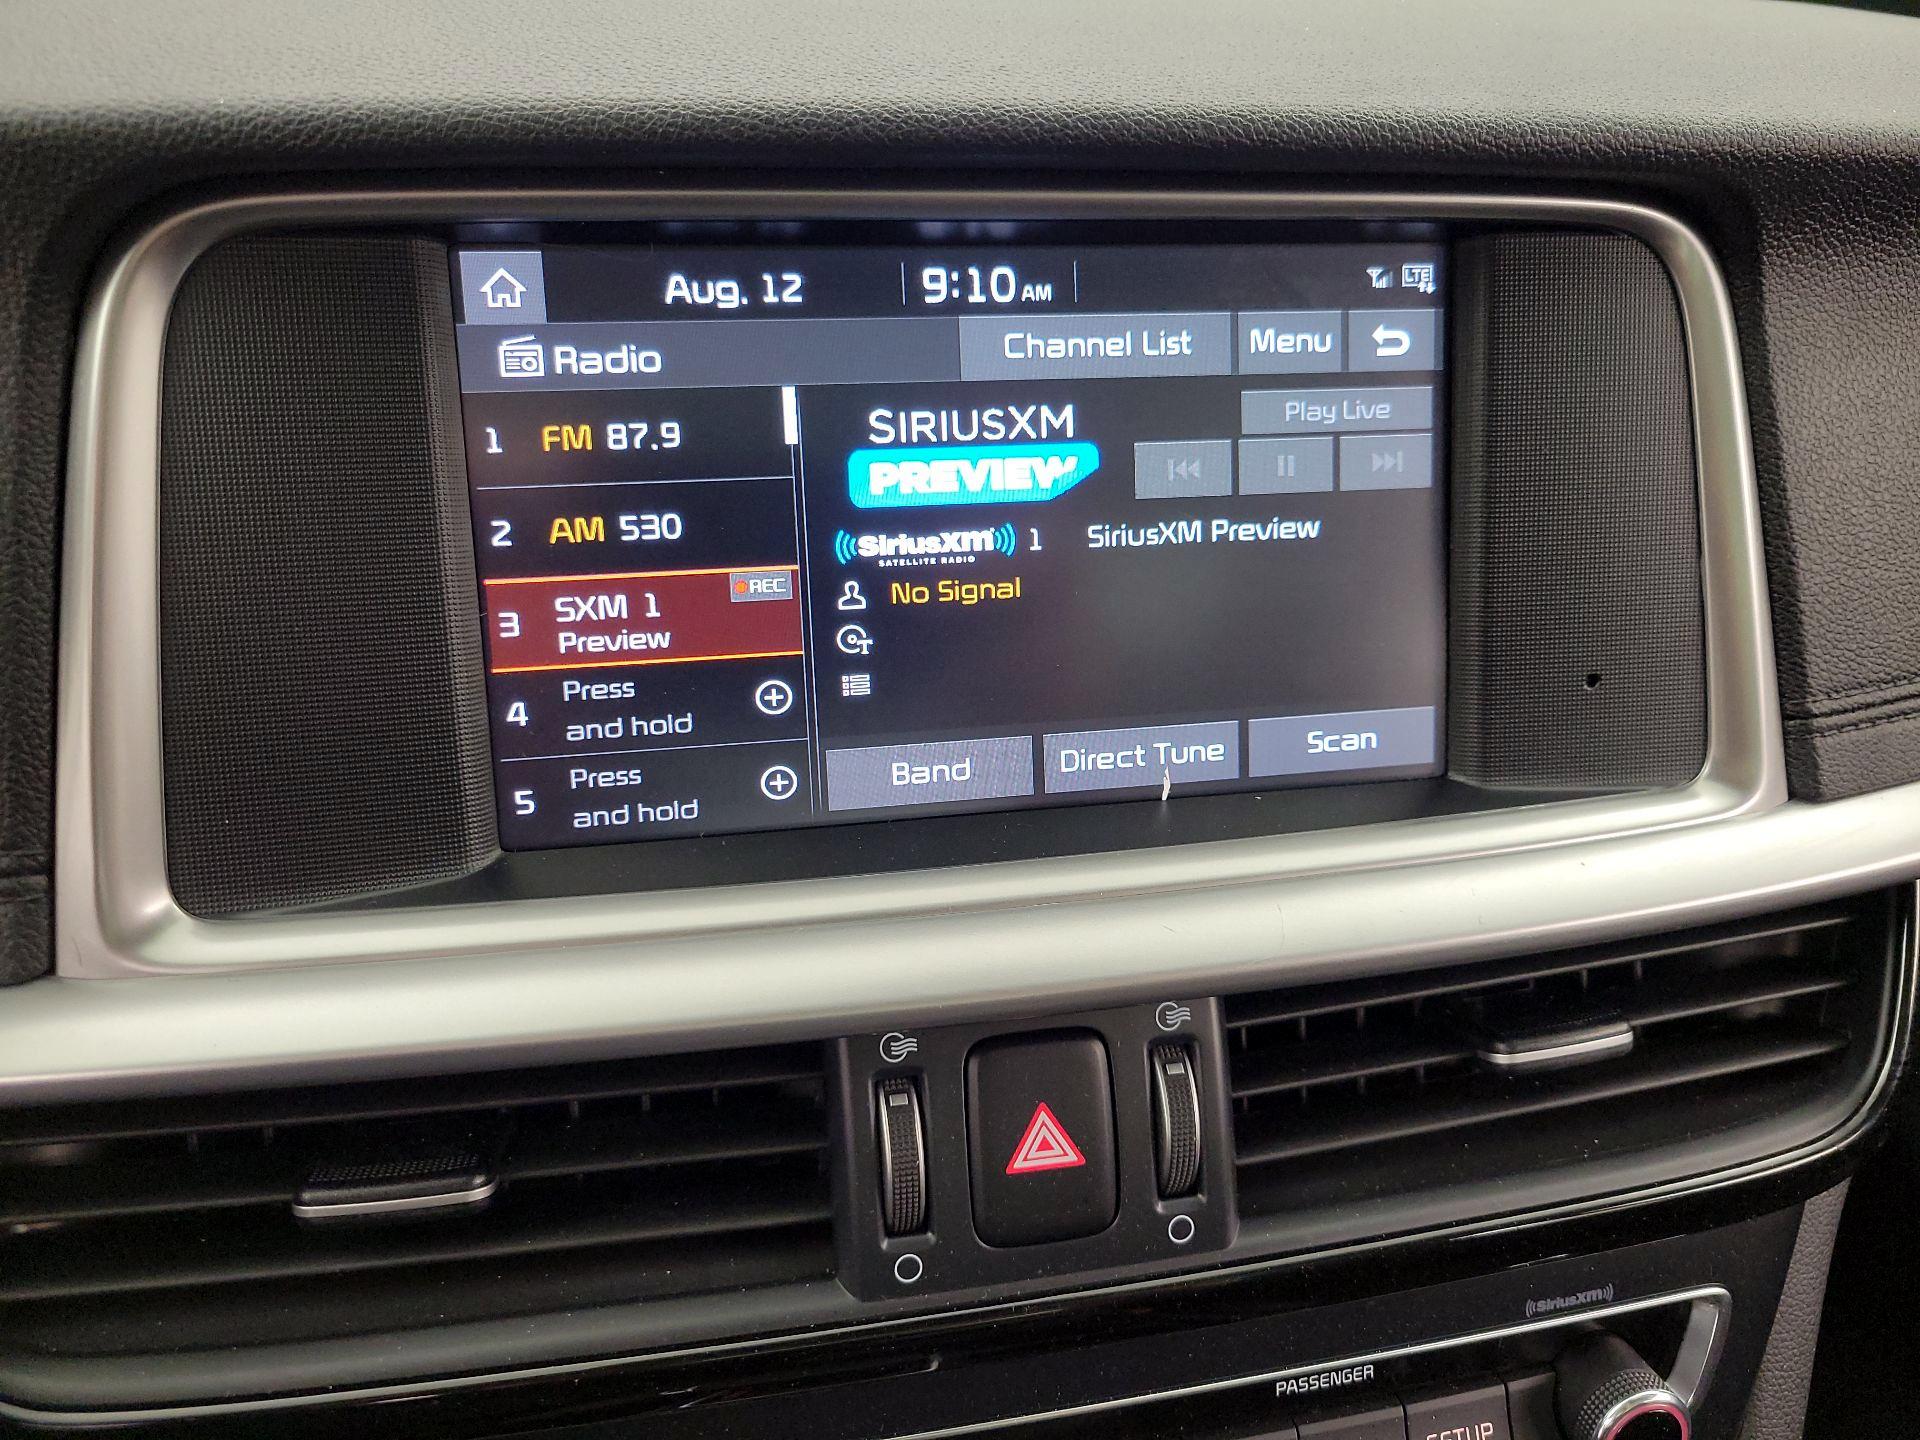 Aug. 12
9:10 AM
LTE
Radio
Channel List
Menu
1 FM 87.9
2 AM 530
3 SXM 1
REC
Preview
4 Press
and hold
5 Press
and hold
SIRIUSXM
PREVIEW
Play Live
SiriusXM 1
SATELLITE RADIO
SiriusXM Preview
No Signal
T
Band
Direct Tune
Scan
SiriusXM
PASSENGER
SETUP